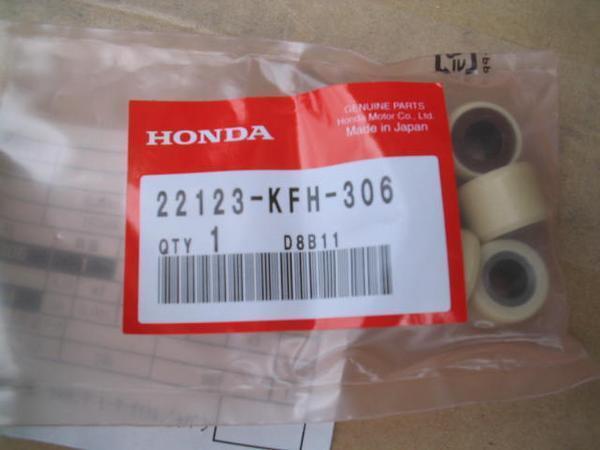 HONDA
GENUINE PARTS
Honda Motor Co., Ltd.
Made in Japan
22123-KFH-306
QTY 1 D8B11